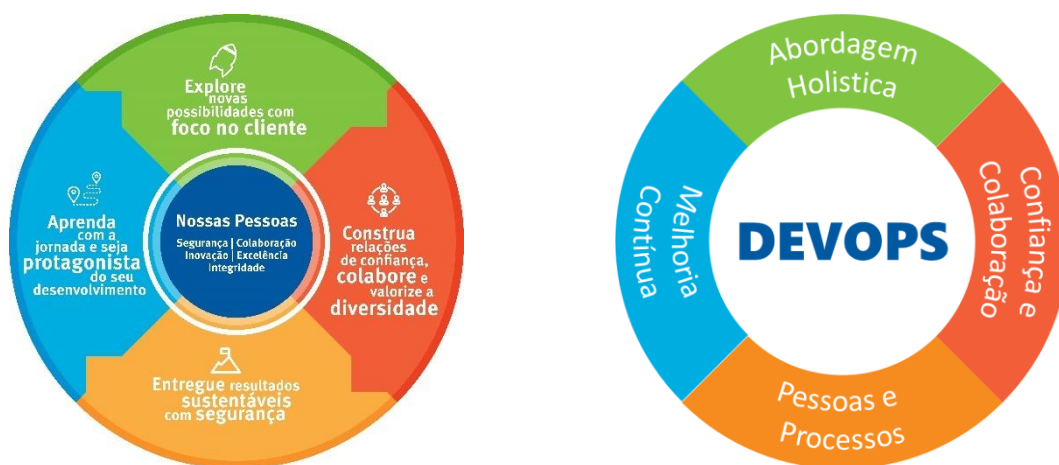 Explore
novas
possibilidades com
foco no cliente
Aprenda
com a
jornada e seja
protagonista
do seu
desenvolvimento
Nossas Pessoas
Segurança | Colaboração
Inovação | Excelência
Integridade
Construa
relações
de confiança,
colabore e
valorize a
diversidade
Entregue resultados
sustentáveis
com segurança
Abordagem
Holistica
Melhoria
Contínua
DEVOPS
Confiança e
Colaboração
Pessoas e
Processos